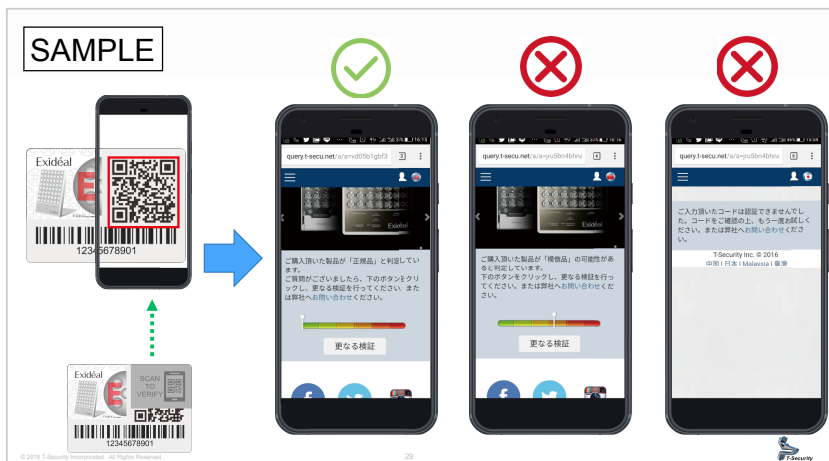 SAMPLE
Exidéal
12345678901
Exidéal
SCAN
TO
VERIFY
12345678901
16:15
query.t-secu.net/a/a=vd05b1gbf3
ご購入頂いた製品が「正規品」と判定してい
ます。
ご質問がございましたら、下のボタンをクリ
ックし、更なる検証を行ってください。また
は弊社へお問い合わせください。
更なる検証
16:16
query.t-secu.net/a/a=jru5bn4bhna
ご購入頂いた製品が「模倣品」の可能性があ
ると判定しています。
下のボタンをクリックし、更なる検証を行っ
てください。または弊社へお問い合わせくだ
さい。
更なる検証
query.t-secu.net/a/a=jru5bn4bhna
ご入力頂いたコードは認証できませんでし
た。コードをご確認の上、もう一度お試しく
ださい。または弊社へお問い合わせくださ
い。
T-Security Inc. © 2016
中国 | 日本 | Malaysia | 臺灣
© 2016 T-Security Incorporated. All Rights Reserved.
29
T-Security